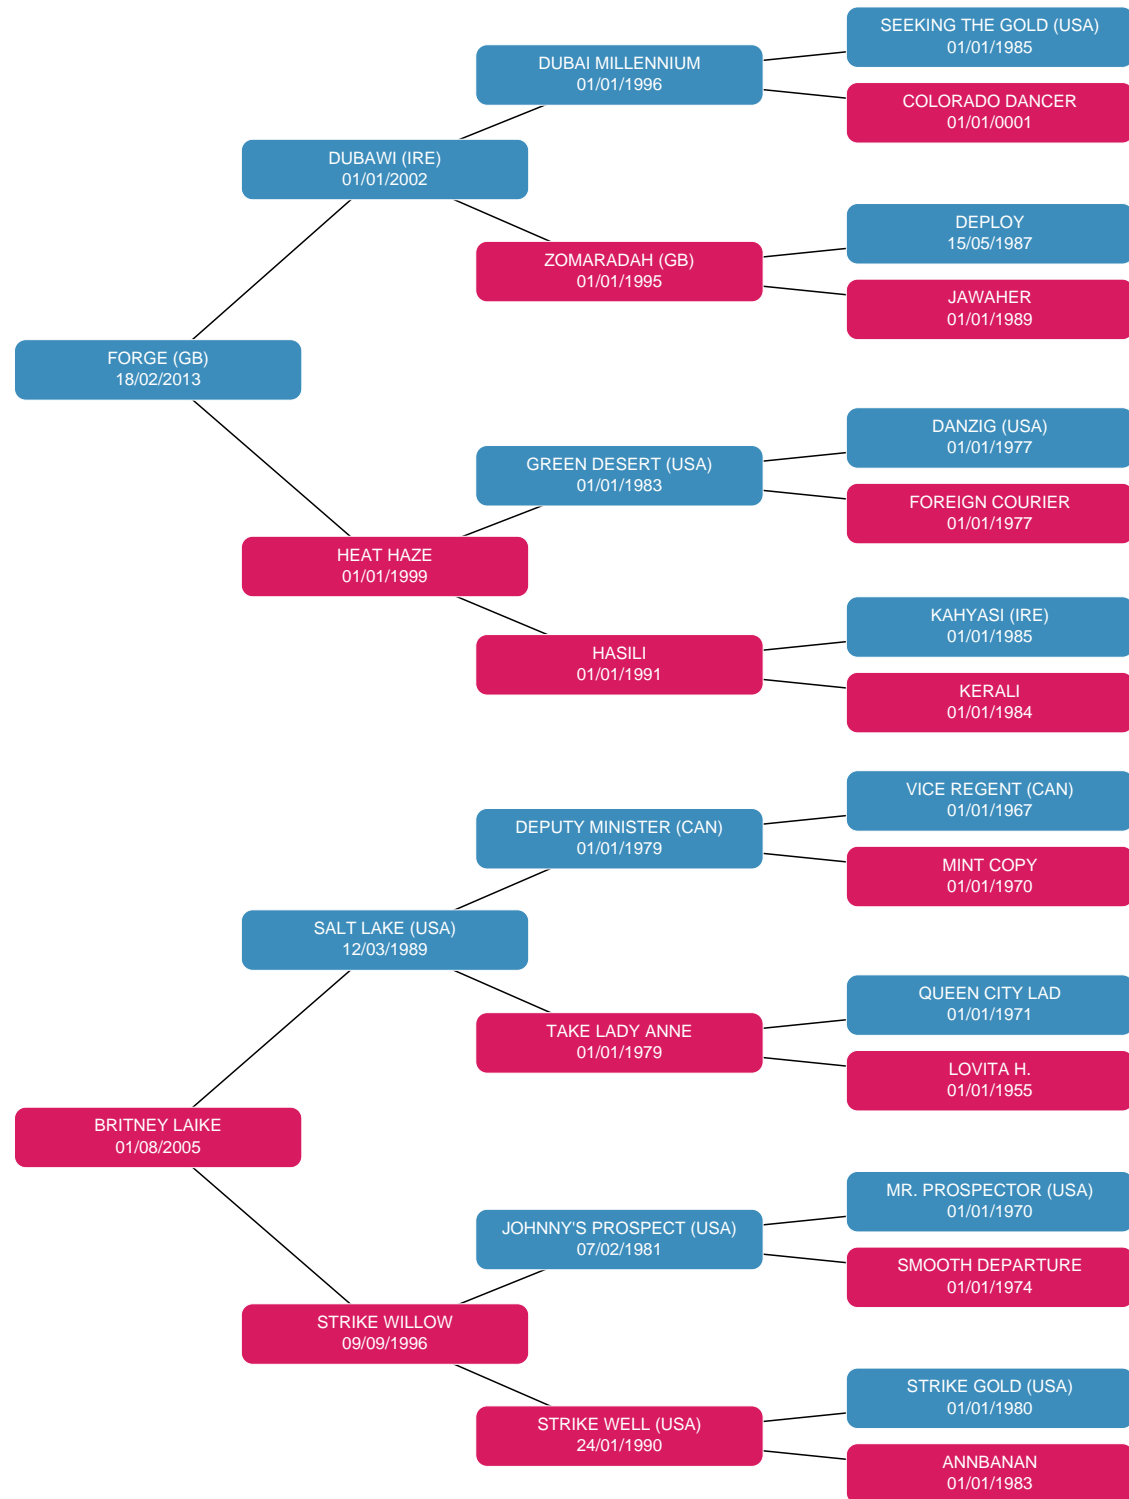 SEEKING THE GOLD (USA)
01/01/1985
DUBAI MILLENNIUM
01/01/1996
COLORADO DANCER
01/01/0001
DUBAWI (IRE)
01/01/2002
DEPLOY
15/05/1987
ZOMARADAH (GB)
01/01/1995
JAWAHER
01/01/1989
FORGE (GB)
18/02/2013
DANZIG (USA)
01/01/1977
GREEN DESERT (USA)
01/01/1983
FOREIGN COURIER
01/01/1977
HEAT HAZE
01/01/1999
KAHYASI (IRE)
01/01/1985
HASILI
01/01/1991
KERALI
01/01/1984
VICE REGENT (CAN)
01/01/1967
DEPUTY MINISTER (CAN)
01/01/1979
MINT COPY
01/01/1970
SALT LAKE (USA)
12/03/1989
QUEEN CITY LAD
01/01/1971
TAKE LADY ANNE
01/01/1979
LOVITA H.
01/01/1955
BRITNEY LAIKE
01/08/2005
MR. PROSPECTOR (USA)
01/01/1970
JOHNNY'S PROSPECT (USA)
07/02/1981
SMOOTH DEPARTURE
01/01/1974
STRIKE WILLOW
09/09/1996
STRIKE GOLD (USA)
01/01/1980
STRIKE WELL (USA)
24/01/1990
ANNBANAN
01/01/1983